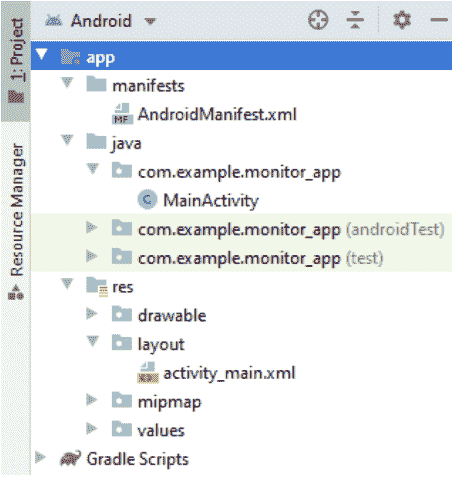 1: Project
Resource Manager
Android
app
manifests
MF AndroidManifest.xml
java
com.example.monitor_app
C MainActivity
com.example.monitor_app (androidTest)
com.example.monitor_app (test)
res
drawable
layout
activity_main.xml
mipmap
values
Gradle Scripts